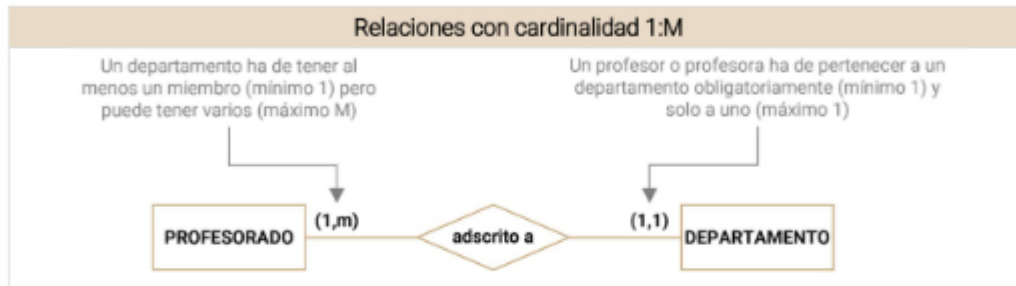 Relaciones con cardinalidad 1:M
Un departamento ha de tener al
menos un miembro (mínimo 1) pero
puede tener varios (máximo M)
Un profesor o profesora ha de pertenecer a un
departamento obligatoriamente (mínimo 1) y
solo a uno (máximo 1)
PROFESORADO
(1,m)
adscrito a
(1,1)
DEPARTAMENTO